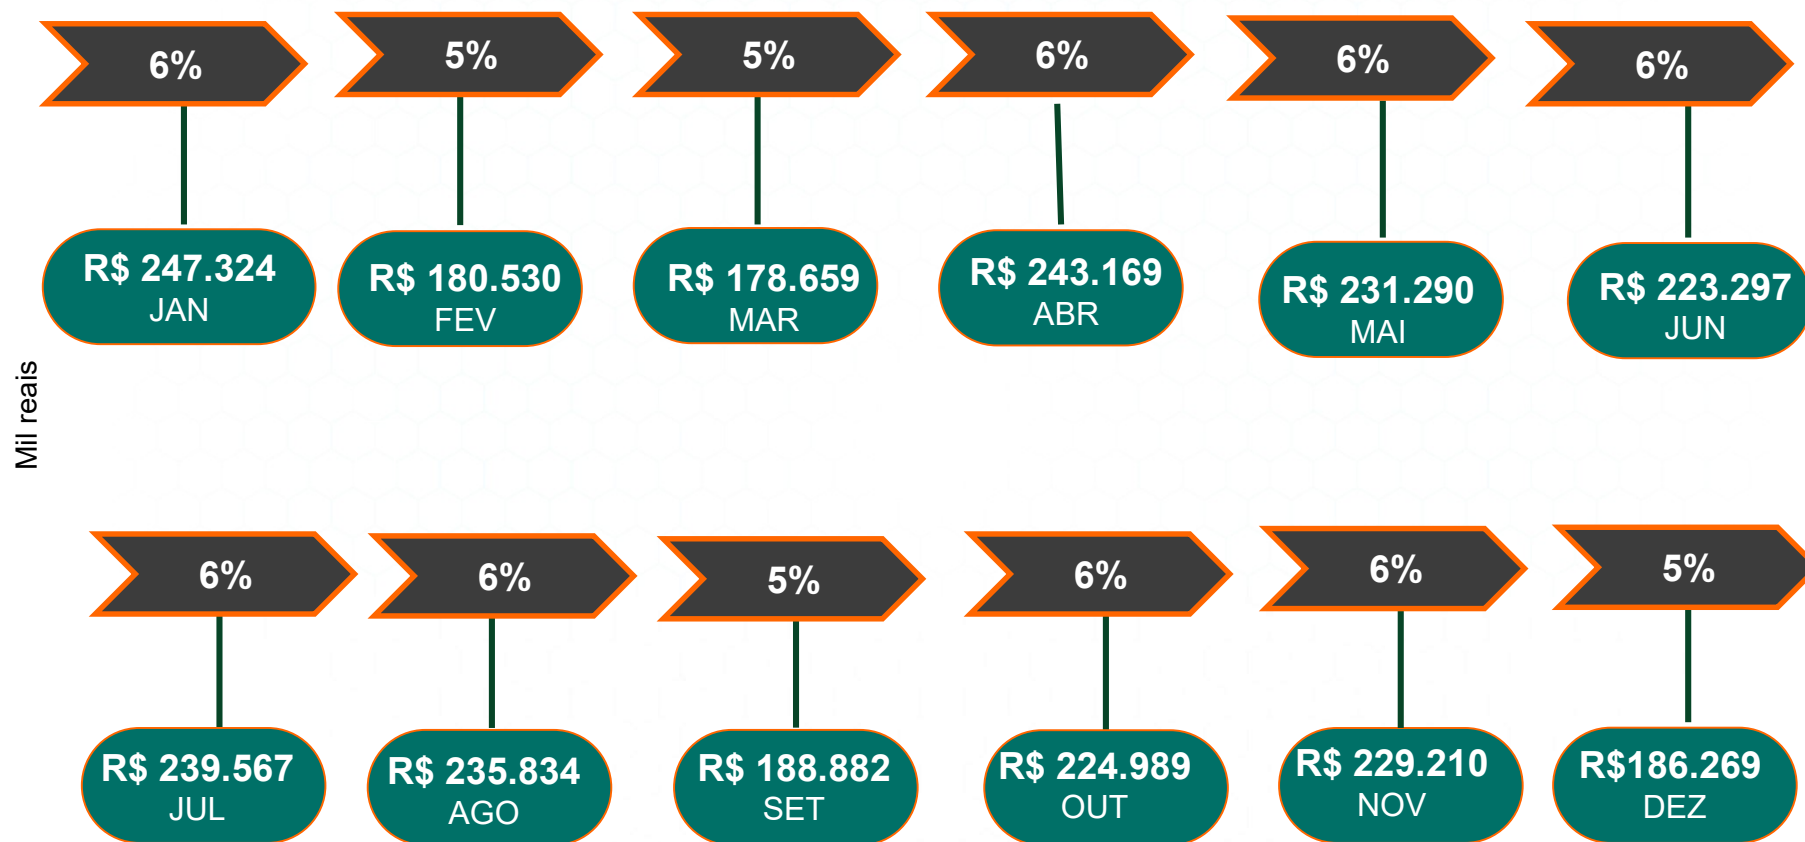 6%
5%
5%
6%
6%
6%
R$ 247.324
JAN
R$ 180.530
FEV
R$ 178.659
MAR
R$ 243.169
ABR
R$ 231.290
MAI
R$ 223.297
JUN
Mil reais
6%
6%
5%
6%
6%
5%
R$ 239.567
JUL
R$ 235.834
AGO
R$ 188.882
SET
R$ 224.989
OUT
R$ 229.210
NOV
R$186.269
DEZ